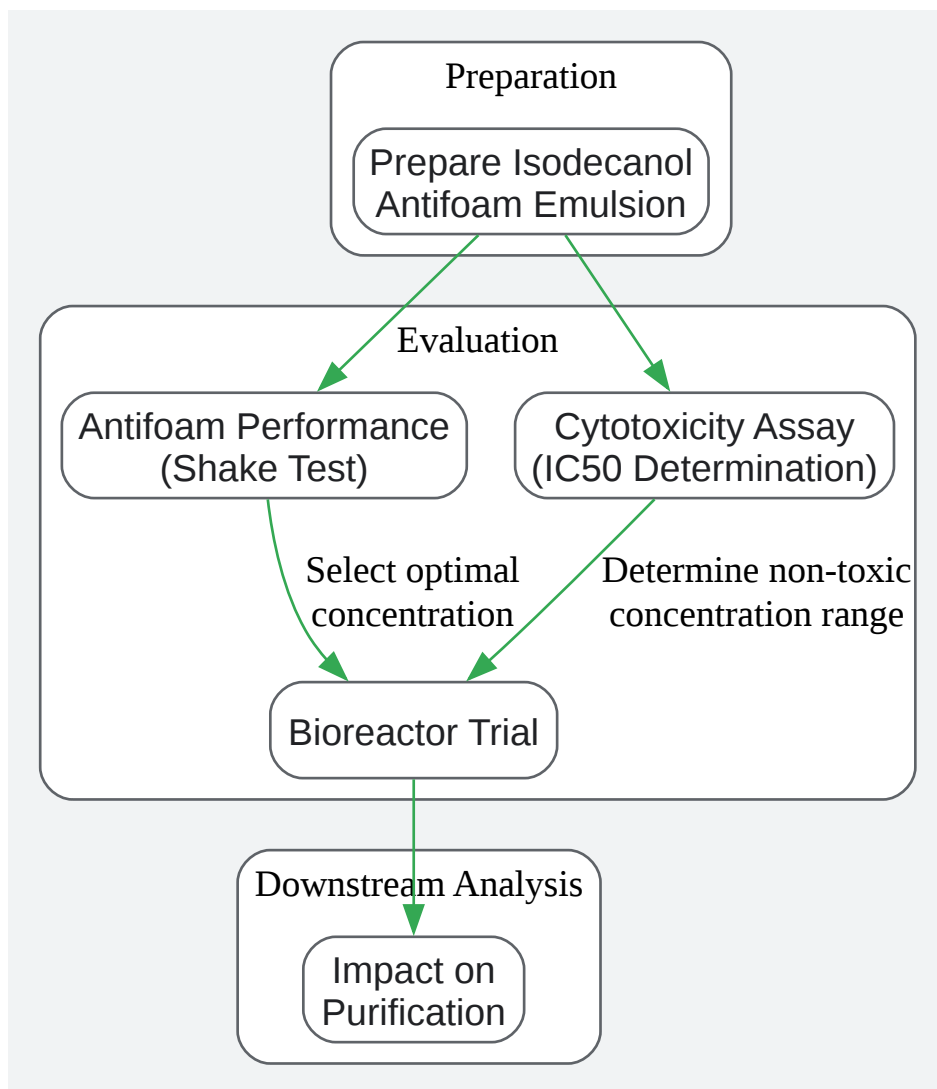 Preparation
Prepare Isodecanol
Antifoam Emulsion
Evaluation
Antifoam Performance
(Shake Test)
Cytotoxicity Assay
(IC50 Determination)
Select optimal
concentration
Determine non-toxic
concentration range
Bioreactor Trial
Downstream Analysis
Impact on
Purification